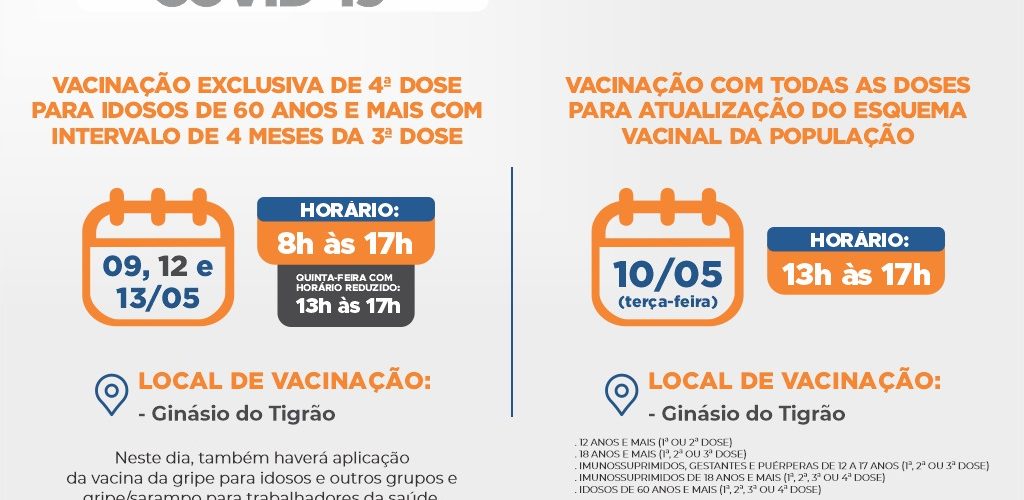 COVID-19
VACINAÇÃO EXCLUSIVA DE 4ª DOSE
PARA IDOSOS DE 60 ANOS E MAIS COM
INTERVALO DE 4 MESES DA 3ª DOSE
09, 12 e
13/05
HORÁRIO:
8h às 17h
QUINTA-FEIRA COM
HORÁRIO REDUZIDO:
13h às 17h
LOCAL DE VACINAÇÃO:
- Ginásio do Tigrão
Neste dia, também haverá aplicação
da vacina da gripe para idosos e outros grupos e
gripe/sarampo para trabalhadores da saúde
VACINAÇÃO COM TODAS AS DOSES
PARA ATUALIZAÇÃO DO ESQUEMA
VACINAL DA POPULAÇÃO
10/05
(terça-feira)
HORÁRIO:
13h às 17h
LOCAL DE VACINAÇÃO:
- Ginásio do Tigrão
. 12 ANOS E MAIS (1ª OU 2ª DOSE)
. 18 ANOS E MAIS (1ª, 2ª OU 3ª DOSE)
. IMUNOSSUPRIMIDOS, GESTANTES E PUÉRPERAS DE 12 A 17 ANOS (1ª, 2ª OU 3ª DOSE)
. IMUNOSSUPRIMIDOS DE 18 ANOS E MAIS (1ª, 2ª, 3ª OU 4ª DOSE)
. IDOSOS DE 60 ANOS E MAIS (1ª, 2ª, 3ª OU 4ª DOSE)